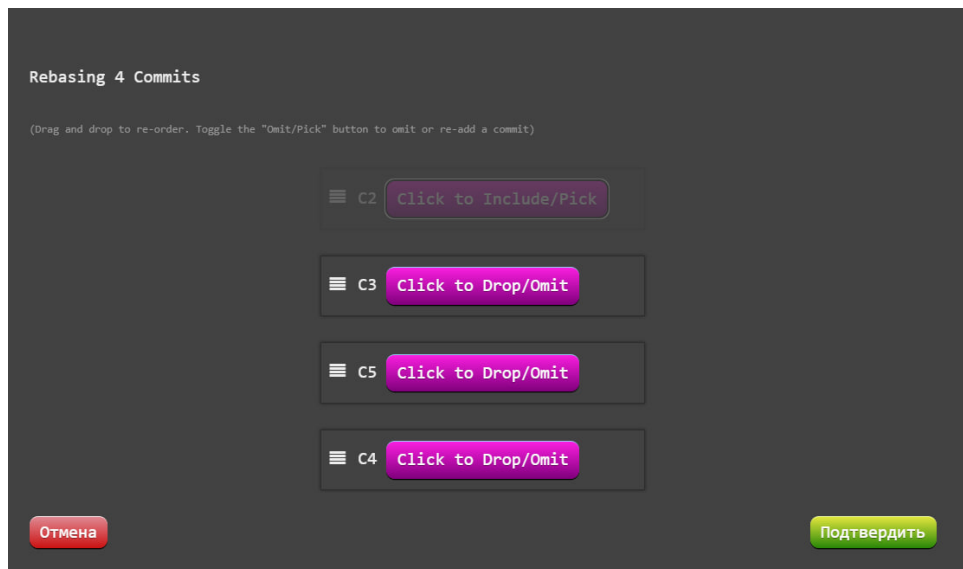 Rebasing 4 Commits
(Drag and drop to re-order. Toggle the "Omit/Pick" button to omit or re-add a commit)
C2 Click to Include/Pick
C3 Click to Drop/Omit
C5 Click to Drop/Omit
C4 Click to Drop/Omit
Отмена Подтвердить